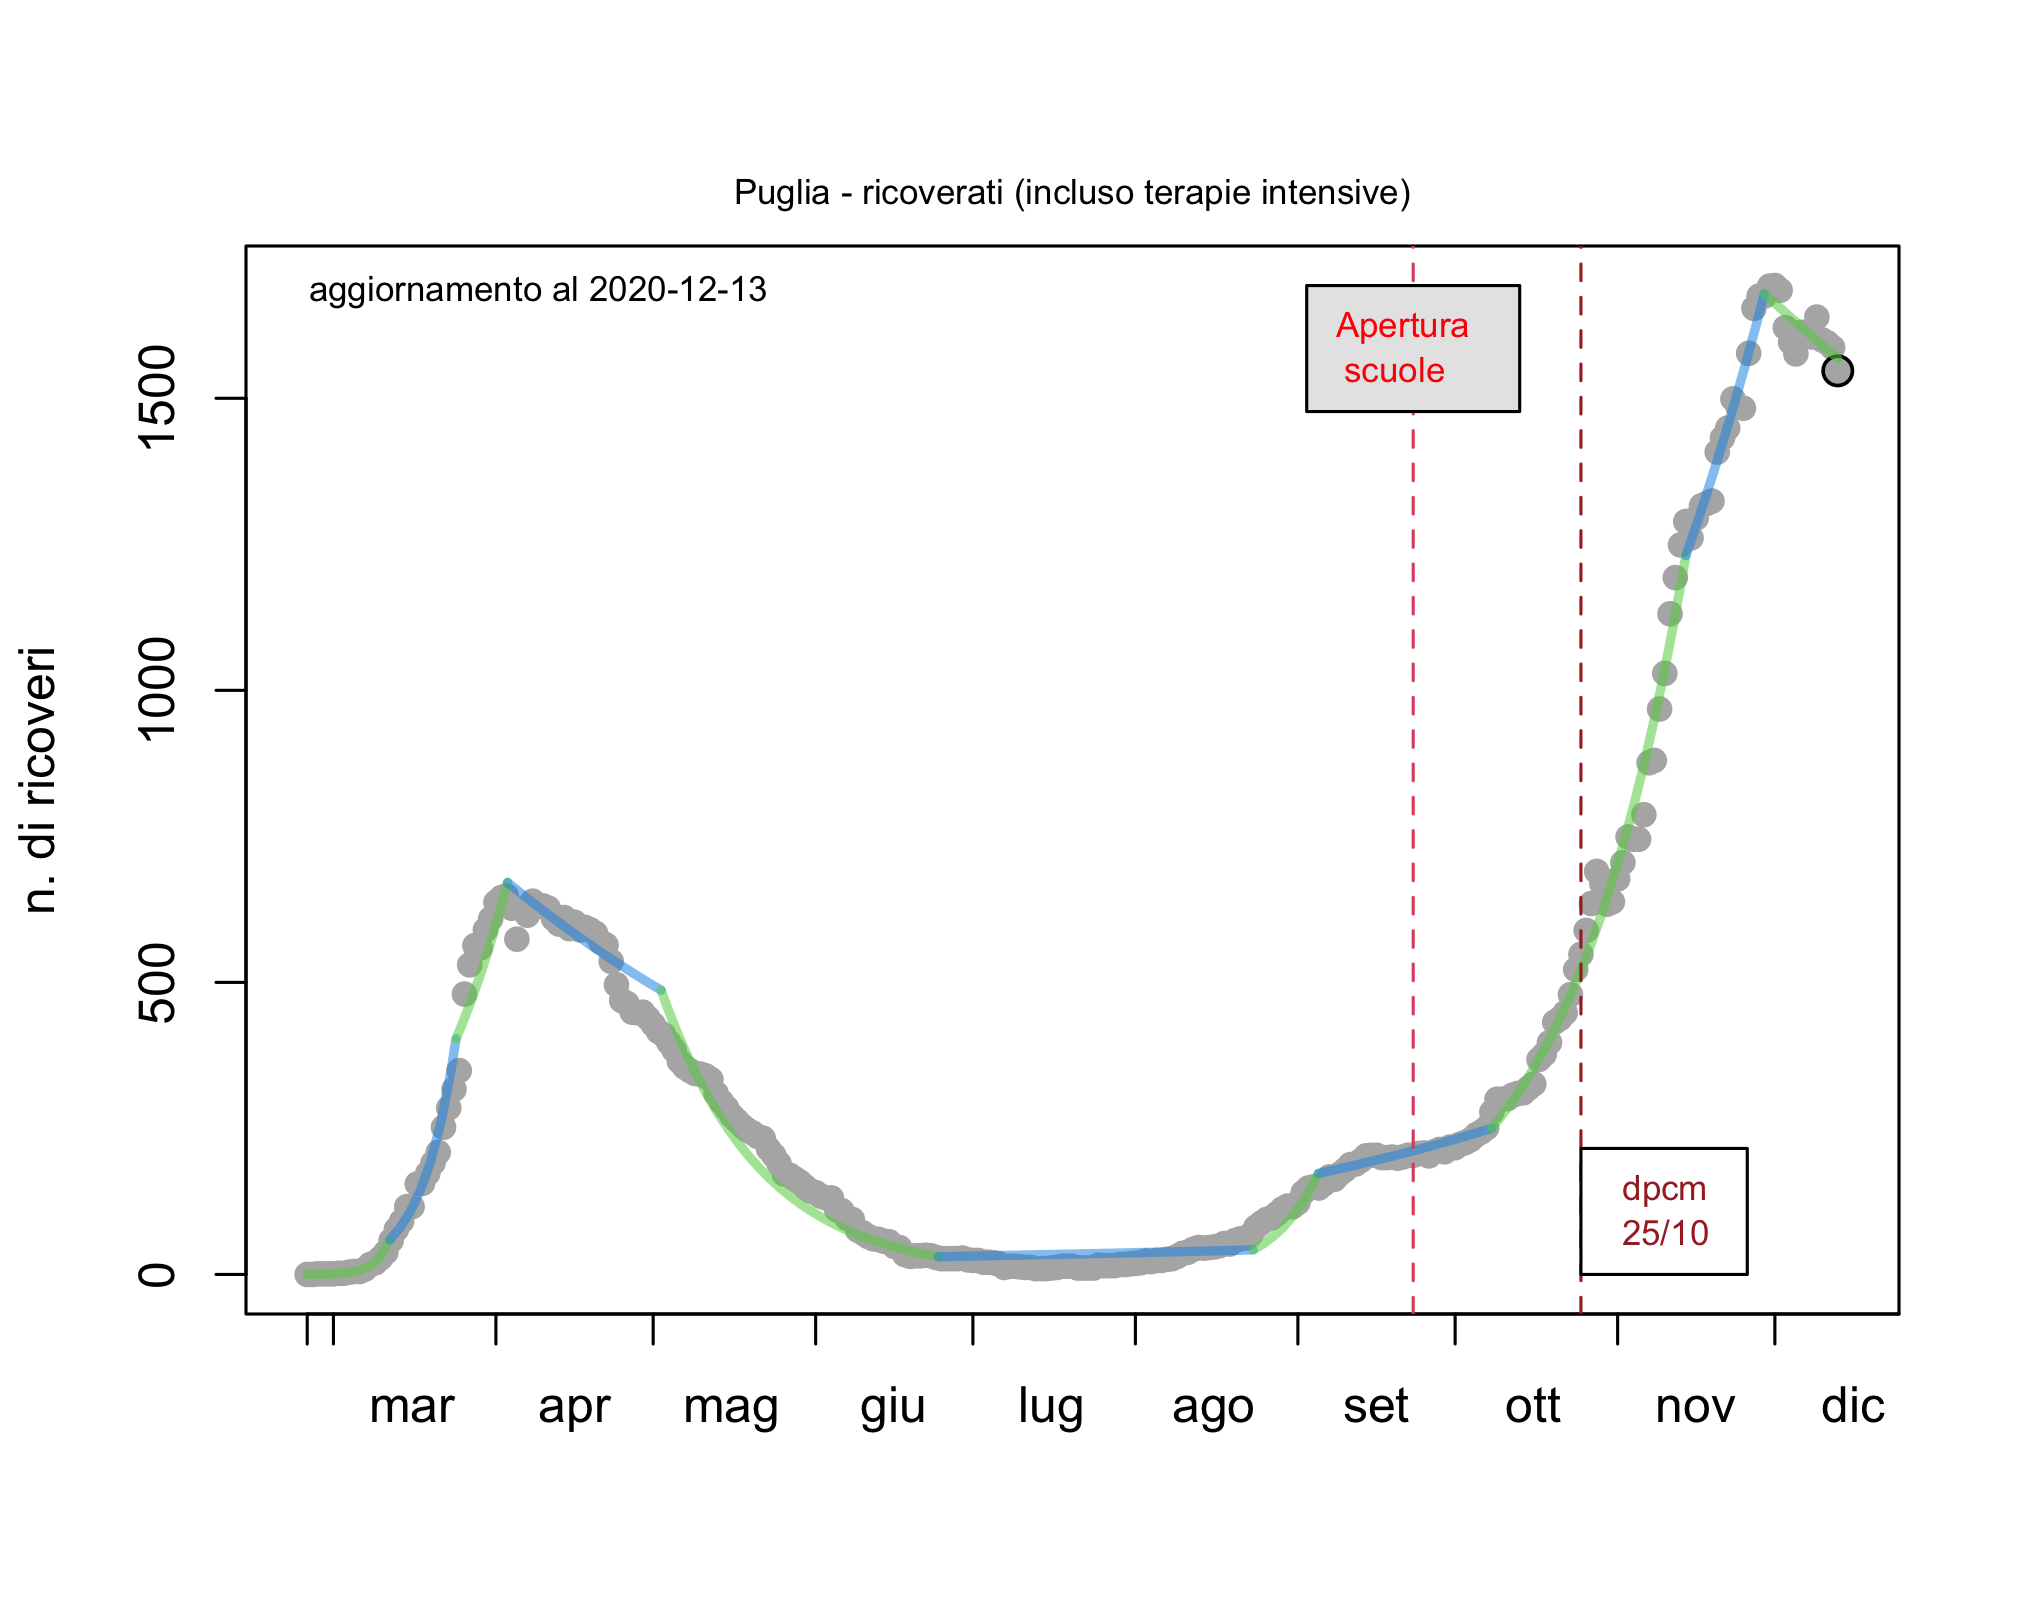 Puglia - ricoverati (incluso terapie intensive)
aggiornamento al 2020-12-13
Apertura
scuole
1500
1000
500
0
n. di ricoveri
dpcm
25/10
mar apr mag giu lug ago set ott nov dic